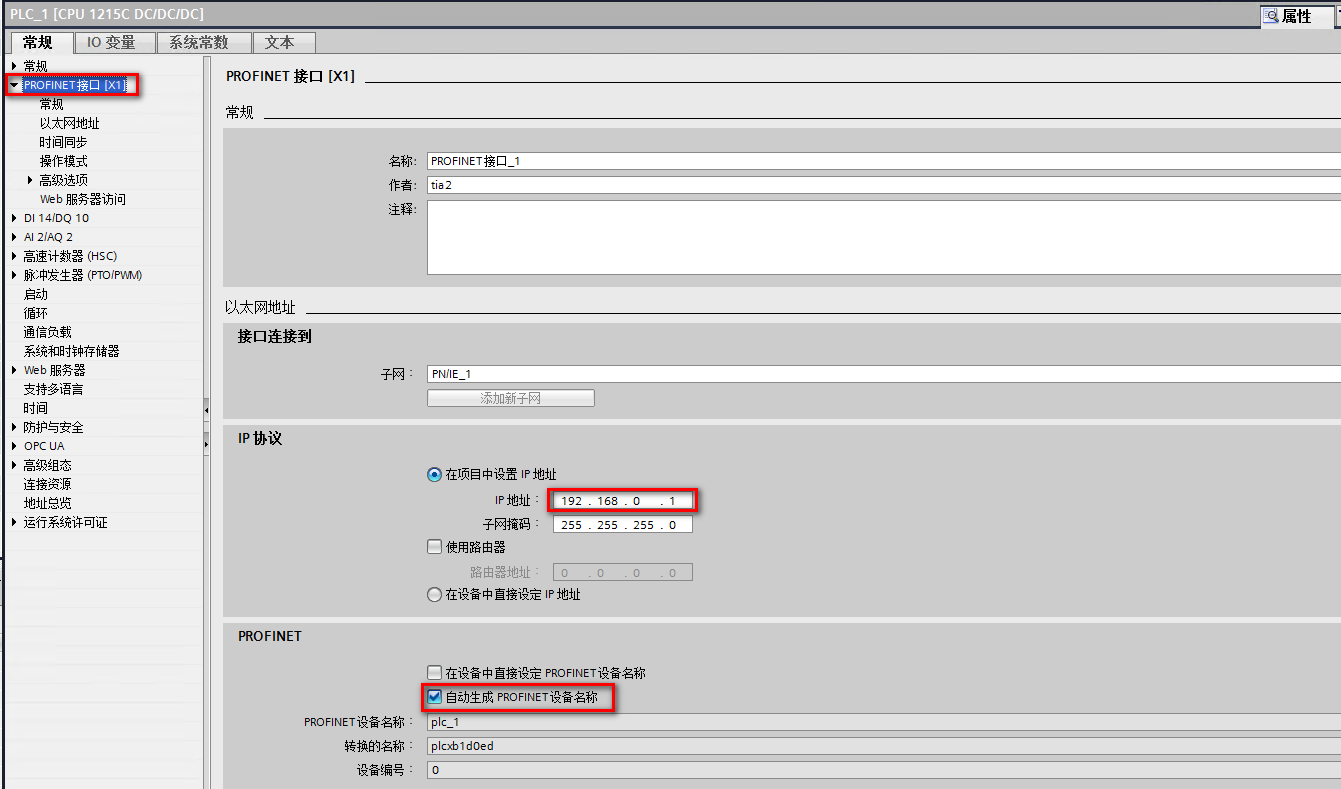 PLC_1 [CPU 1215C DC/DC/DC]
属性
常规 IO 变量 系统常数 文本
常规
PROFINET 接口 [X1]
常规
以太网地址
时间同步
操作模式
高级选项
Web 服务器访问
DI 14/DQ 10
AI 2/AQ 2
高速计数器 (HSC)
脉冲发生器 (PTO/PWM)
启动
循环
通信负载
系统和时钟存储器
Web 服务器
支持多语言
时间
防护与安全
OPC UA
高级组态
连接资源
地址总览
运行系统许可证
PROFINET 接口 [X1]
常规
名称: PROFINET 接口_1
作者: tia2
注释:
以太网地址
接口连接到
子网: PN/IE_1
添加新子网
IP 协议
在项目中设置 IP 地址
IP 地址: 192 . 168 . 0 . 1
子网掩码: 255 . 255 . 255 . 0
使用路由器
路由器地址: 0 . 0 . 0 . 0
在设备中直接设定 IP 地址
PROFINET
在设备中直接设定 PROFINET 设备名称
自动生成 PROFINET 设备名称
PROFINET 设备名称: plc_1
转换的名称: plcxb1d0ed
设备编号: 0